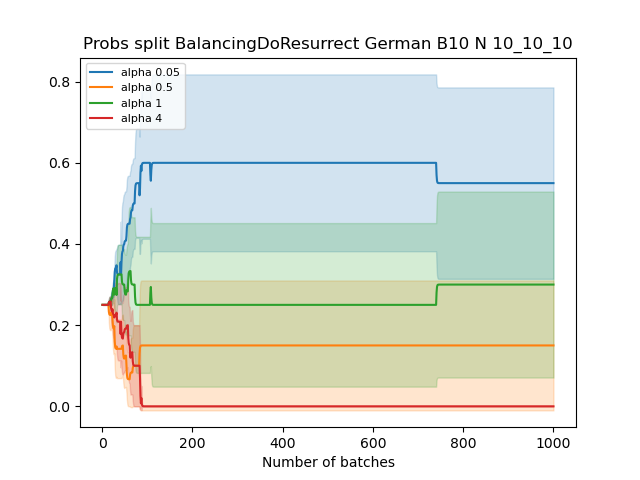 Probs split BalancingDoResurrect German B10 N 10_10_10
alpha 0.05
alpha 0.5
alpha 1
alpha 4
0.8
0.6
0.4
0.2
0.0
0 200 400 600 800 1000
Number of batches